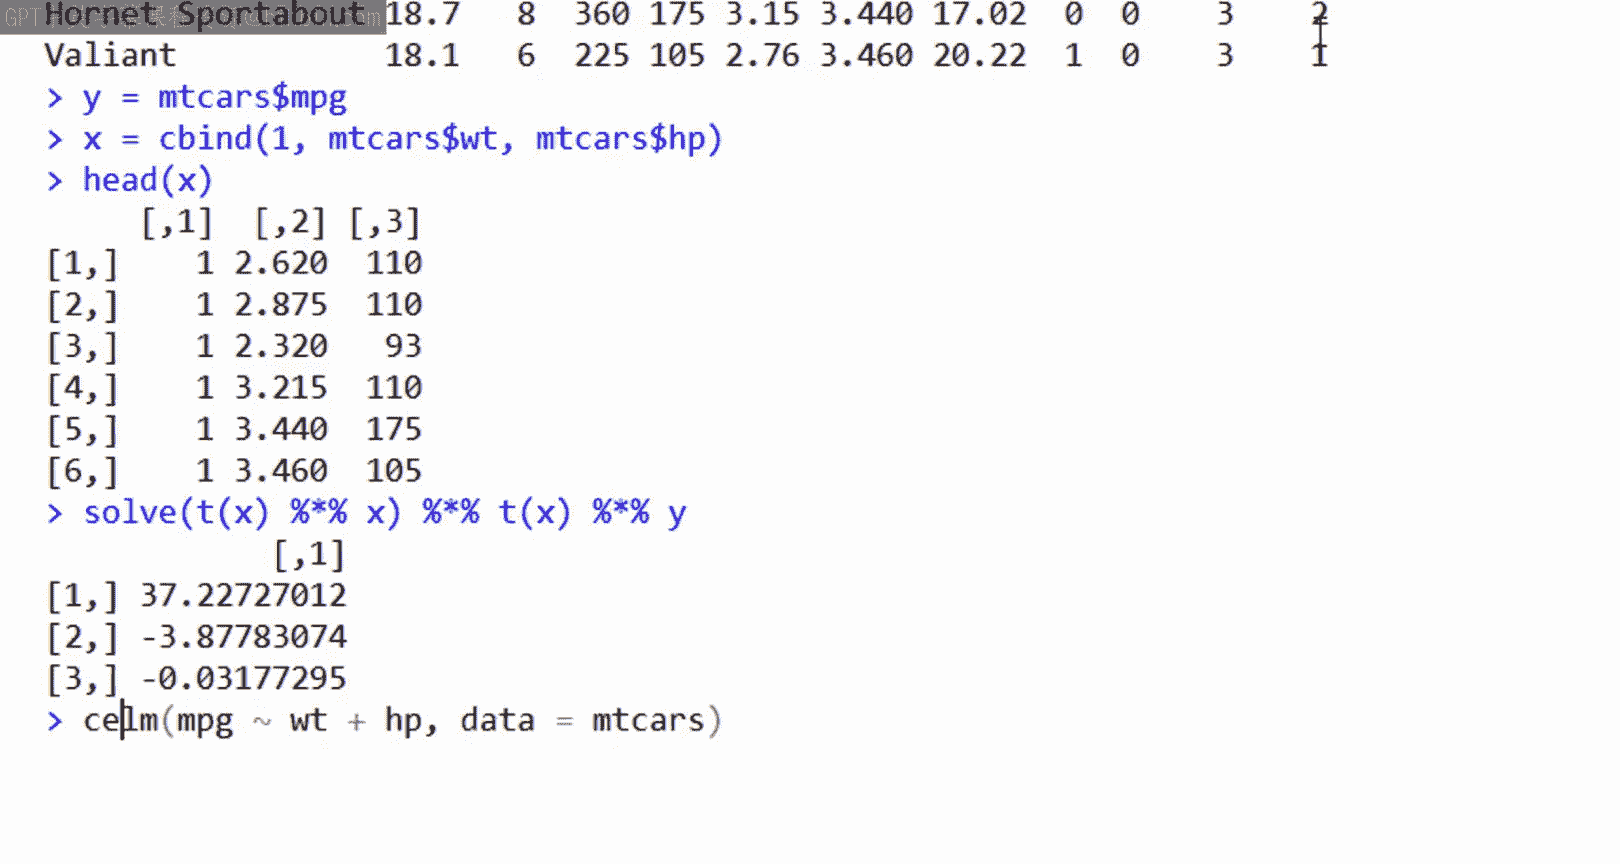 Hornet Sportabout 18.7 8 360 175 3.15 3.440 17.02 0 0 3 2
Valiant 18.1 6 225 105 2.76 3.460 20.22 1 0 3 1
> y = mtcars$mpg
> x = cbind(1, mtcars$wt, mtcars$hp)
> head(x)
[,1] [,2] [,3]
[1,] 1 2.620 110
[2,] 1 2.875 110
[3,] 1 2.320 93
[4,] 1 3.215 110
[5,] 1 3.440 175
[6,] 1 3.460 105
> solve(t(x) %*% x) %*% t(x) %*% y
[,1]
[1,] 37.22727012
[2,] -3.87783074
[3,] -0.03177295
> celm(mpg ~ wt + hp, data = mtcars)